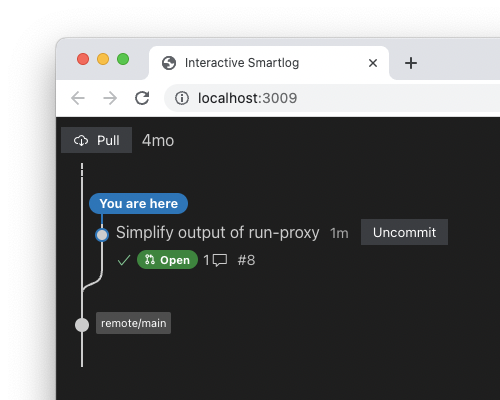 Interactive Smartlog
localhost:3009
Pull 4mo
You are here
Simplify output of run-proxy 1m Uncommit
Open 1 #8
remote/main